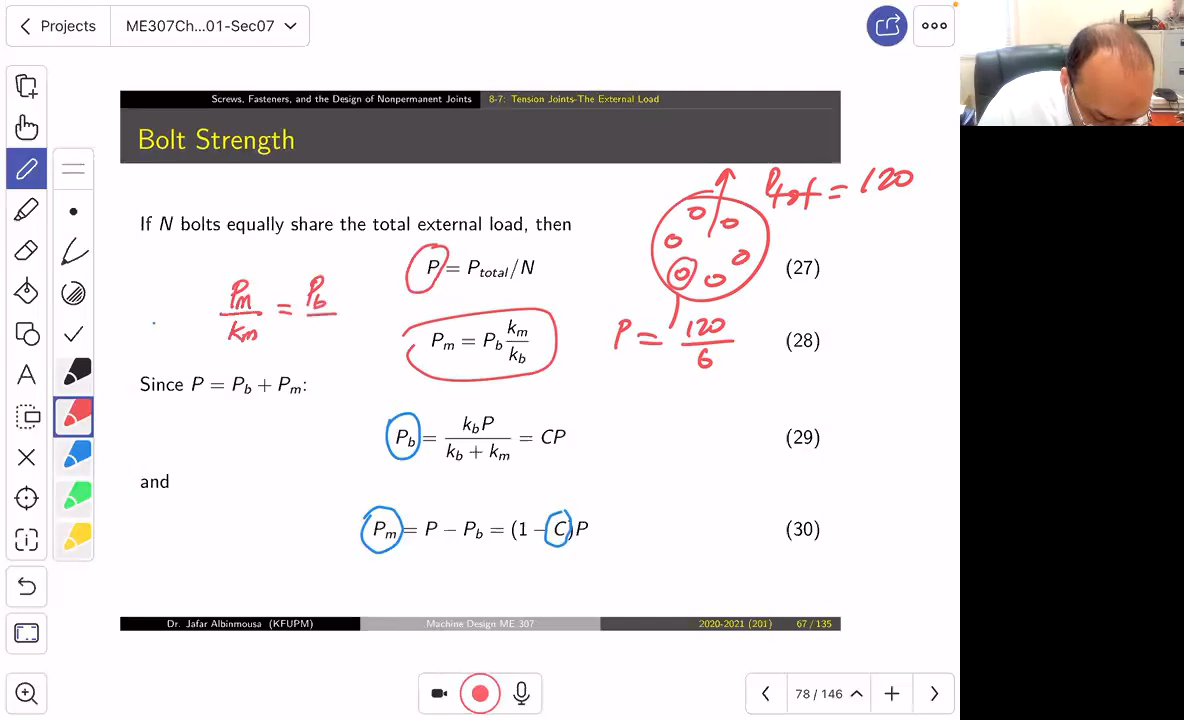 Projects
ME307Ch...01-Sec07
Screws, Fasteners, and the Design of Nonpermanent Joints
8-7: Tension Joints-The External Load
Bolt Strength
Ptot = 120
If N bolts equally share the total external load, then
P = P_total/N (27)
Pm/km = Pb
P = 120/6
P_m = P_b k_m/k_b (28)
Since P = P_b + P_m:
P_b = k_b P/(k_b + k_m) = CP (29)
and
P_m = P − P_b = (1 − C)P (30)
Dr. Jafar Albinmousa (KFUPM)
Machine Design ME 307
2020-2021 (201) 67 / 135
78 / 146